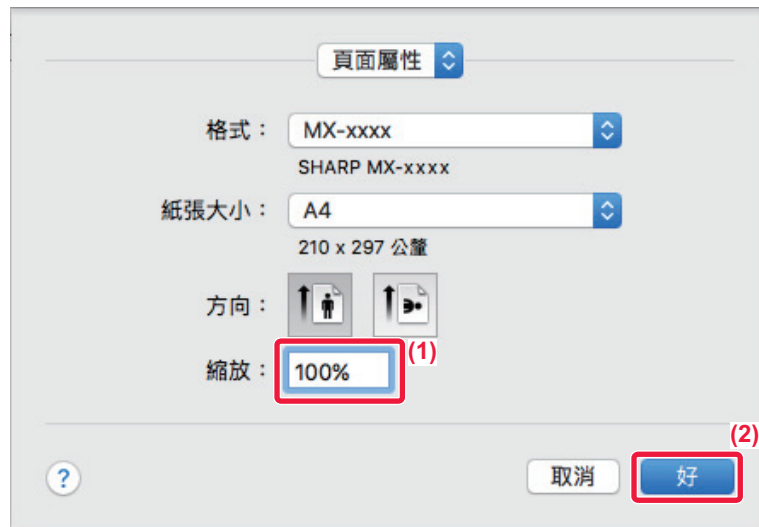 頁面屬性
格式： MX-xxxx
SHARP MX-xxxx
紙張大小： A4
210 x 297 公釐
方向：
縮放： 100% (1)
(2)
? 取消 好